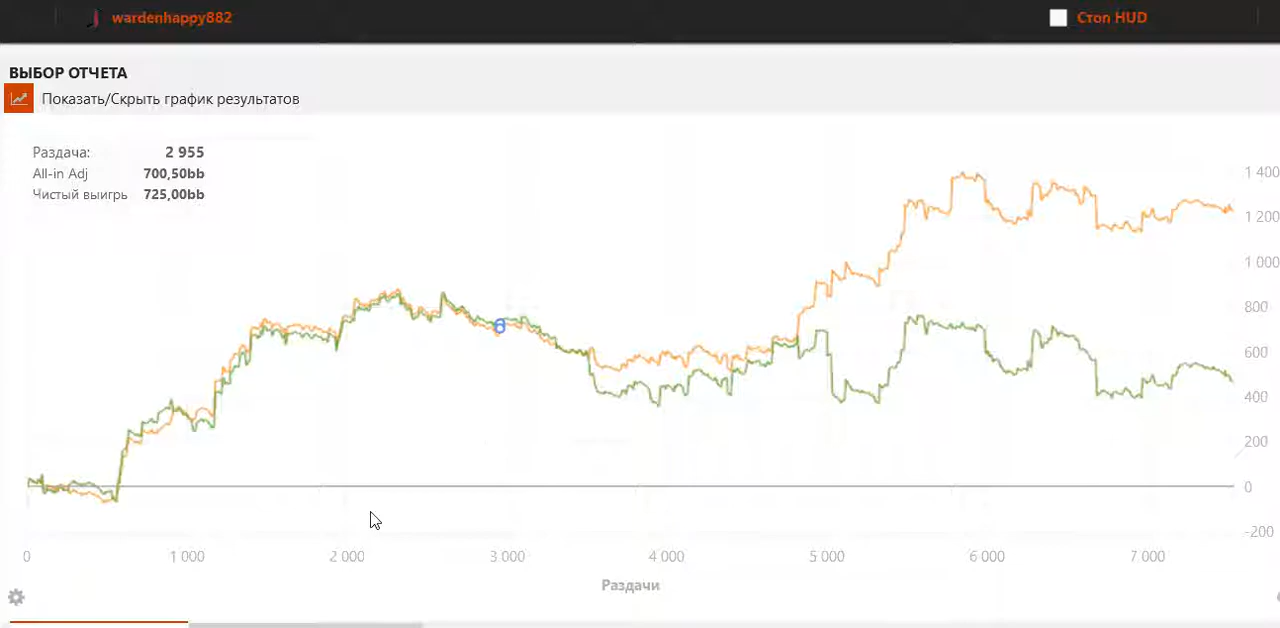 wardenhappy882
Стоп HUD
ВЫБОР ОТЧЕТА
Показать/Скрыть график результатов
Раздача: 2 955
All-in Adj 700,50bb
Чистый выигрь 725,00bb
1 400
1 200
1 000
800
600
400
200
0
-200
0 1 000 2 000 3 000 4 000 5 000 6 000 7 000
Раздачи